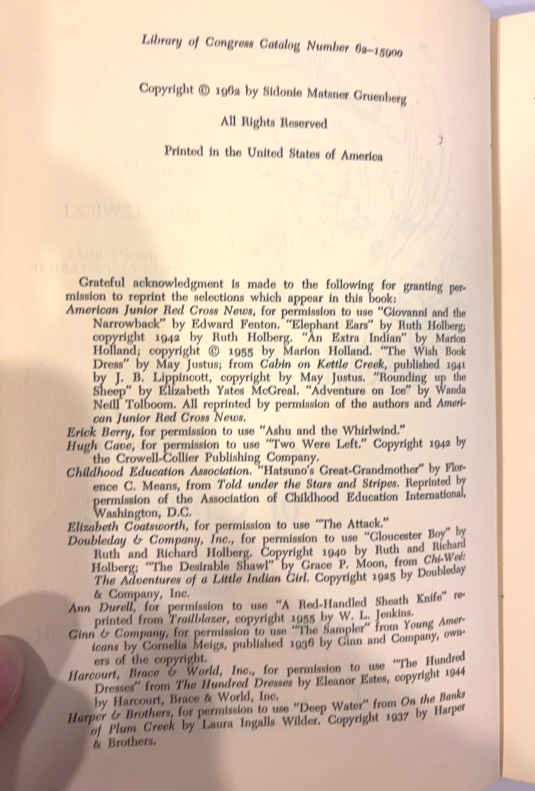 Library of Congress Catalog Number 62–15900
Copyright © 1962 by Sidonie Matsner Gruenberg
All Rights Reserved
Printed in the United States of America
Grateful acknowledgment is made to the following for granting per-
mission to reprint the selections which appear in this book:
American Junior Red Cross News, for permission to use "Giovanni and the
Narrowback" by Edward Fenton. "Elephant Ears" by Ruth Holberg;
copyright 1942 by Ruth Holberg. "An Extra Indian" by Marion
Holland; copyright © 1955 by Marion Holland. "The Wish Book
Dress" by May Justus; from Cabin on Kettle Creek, published 1941
by J. B. Lippincott, copyright by May Justus. "Rounding up the
Sheep" by Elizabeth Yates McGreal. "Adventure on Ice" by Wanda
Neill Tolboom. All reprinted by permission of the authors and Ameri-
can Junior Red Cross News.
Erick Berry, for permission to use "Ashu and the Whirlwind."
Hugh Cave, for permission to use "Two Were Left." Copyright 1942 by
the Crowell-Collier Publishing Company.
Childhood Education Association. "Hatsuno's Great-Grandmother" by Flor-
ence C. Means, from Told under the Stars and Stripes. Reprinted by
permission of the Association of Childhood Education International,
Washington, D.C.
Elizabeth Coatsworth, for permission to use "The Attack."
Doubleday & Company, Inc., for permission to use "Gloucester Boy" by
Ruth and Richard Holberg. Copyright 1940 by Ruth and Richard
Holberg; "The Desirable Shawl" by Grace P. Moon, from Chi-Weé:
The Adventures of a Little Indian Girl. Copyright 1925 by Doubleday
& Company, Inc.
Ann Durell, for permission to use "A Red-Handled Sheath Knife" re-
printed from Trailblazer, copyright 1955 by W. L. Jenkins.
Ginn & Company, for permission to use "The Sampler" from Young Amer-
icans by Cornelia Meigs, published 1936 by Ginn and Company, own-
ers of the copyright.
Harcourt, Brace & World, Inc., for permission to use "The Hundred
Dresses" from The Hundred Dresses by Eleanor Estes, copyright 1944
by Harcourt, Brace & World, Inc.
Harper & Brothers, for permission to use "Deep Water" from On the Banks
of Plum Creek by Laura Ingalls Wilder. Copyright 1937 by Harper
& Brothers.